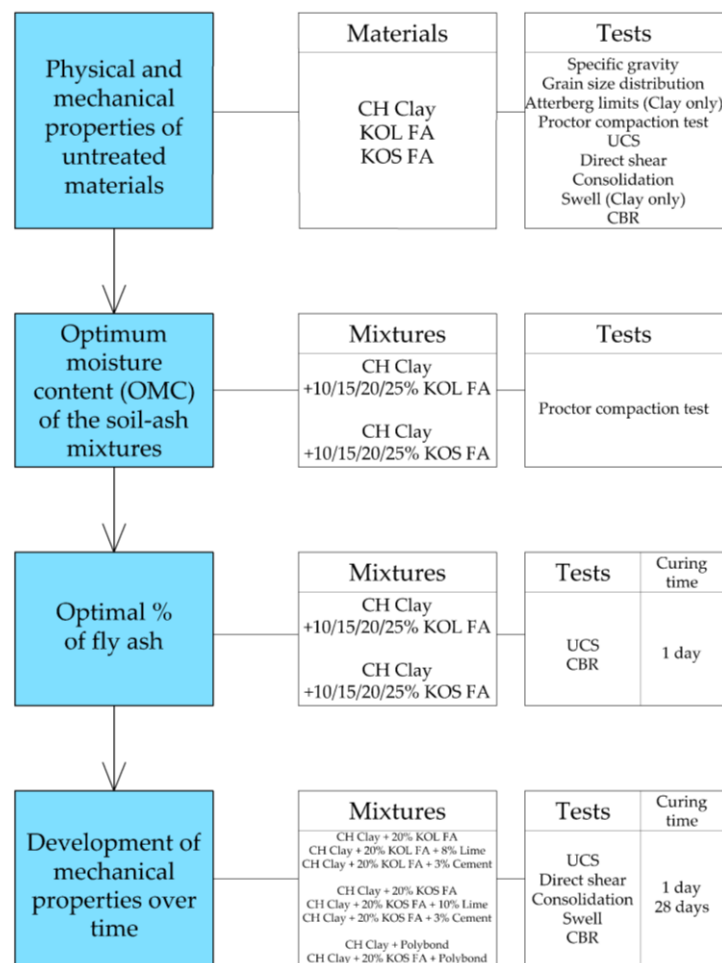 Physical and
mechanical
properties of
untreated
materials
Materials
CH Clay
KOL FA
KOS FA
Tests
Specific gravity
Grain size distribution
Atterberg limits (Clay only)
Proctor compaction test
UCS
Direct shear
Consolidation
Swell (Clay only)
CBR
Optimum
moisture
content (OMC)
of the soil-ash
mixtures
Mixtures
CH Clay
+10/15/20/25% KOL FA
CH Clay
+10/15/20/25% KOS FA
Tests
Proctor compaction test
Optimal %
of fly ash
Mixtures
CH Clay
+10/15/20/25% KOL FA
CH Clay
+10/15/20/25% KOS FA
Tests
UCS
CBR
Curing
time
1 day
Development of
mechanical
properties over
time
Mixtures
CH Clay + 20% KOL FA
CH Clay + 20% KOL FA + 8% Lime
CH Clay + 20% KOL FA + 3% Cement
CH Clay + 20% KOS FA
CH Clay + 20% KOS FA + 10% Lime
CH Clay + 20% KOS FA + 3% Cement
CH Clay + Polybond
CH Clay + 20% KOS FA + Polybond
Tests
UCS
Direct shear
Consolidation
Swell
CBR
Curing
time
1 day
28 days